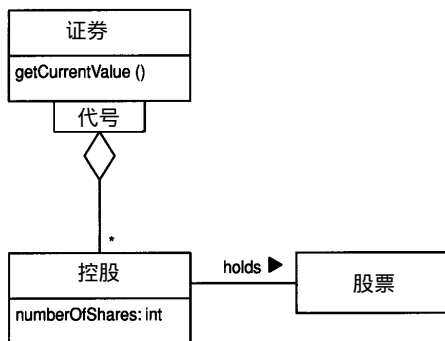 证券
getCurrentValue ()
代号
*
控股
holds ▶
股票
numberOfShares: int